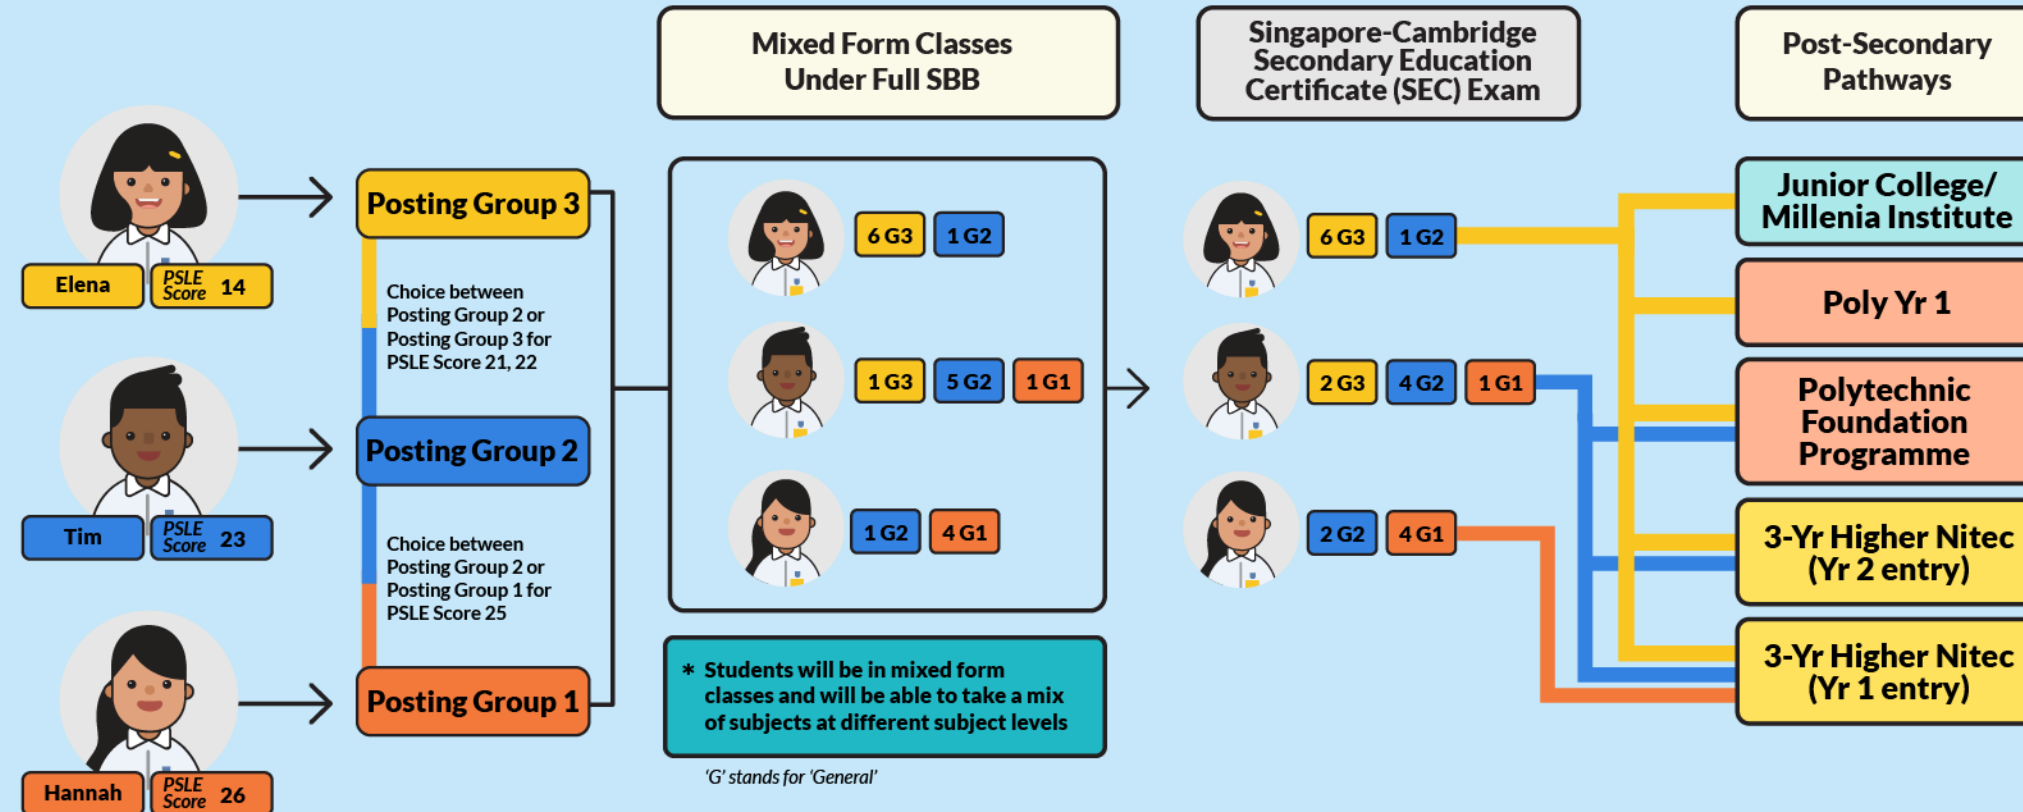 Mixed Form Classes
Under Full SBB
Singapore-Cambridge
Secondary Education
Certificate (SEC) Exam
Post-Secondary
Pathways
Elena
PSLE
Score 14
Tim
PSLE
Score 23
Hannah
PSLE
Score 26
Posting Group 3
Choice between
Posting Group 2 or
Posting Group 3 for
PSLE Score 21, 22
Posting Group 2
Choice between
Posting Group 2 or
Posting Group 1 for
PSLE Score 25
Posting Group 1
6 G3 1 G2
1 G3 5 G2 1 G1
1 G2 4 G1
* Students will be in mixed form
classes and will be able to take a mix
of subjects at different subject levels
‘G’ stands for ‘General’
6 G3 1 G2
2 G3 4 G2 1 G1
2 G2 4 G1
Junior College/
Millenia Institute
Poly Yr 1
Polytechnic
Foundation
Programme
3-Yr Higher Nitec
(Yr 2 entry)
3-Yr Higher Nitec
(Yr 1 entry)